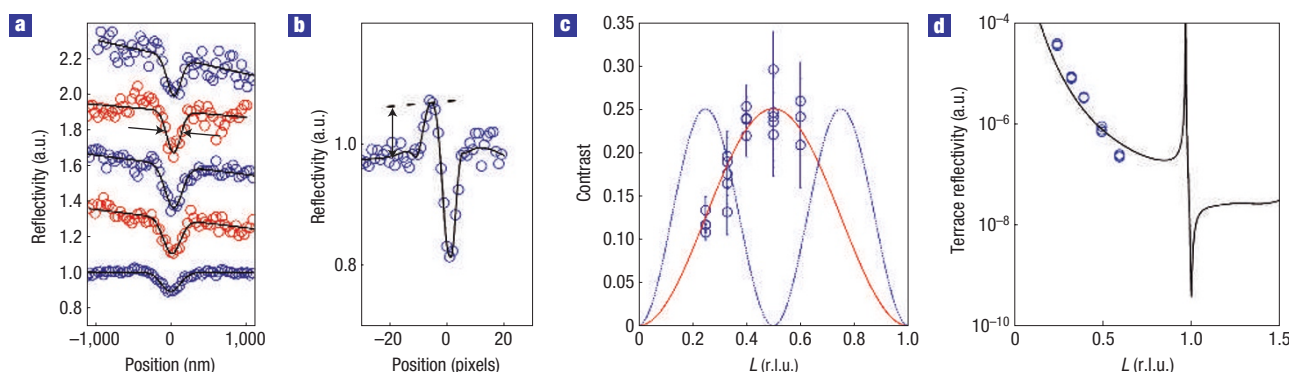 a
Reflectivity (a.u.)
2.2
2.0
1.8
1.6
1.4
1.2
1.0
0.8
–1,000 0 1,000
Position (nm)
b
Reflectivity (a.u.)
1.0
0.8
–20 0 20
Position (pixels)
c
Contrast
0.35
0.30
0.25
0.20
0.15
0.10
0.05
0
0 0.2 0.4 0.6 0.8 1.0
L (r.l.u.)
d
Terrace reflectivity (a.u.)
10⁻⁴
10⁻⁶
10⁻⁸
10⁻¹⁰
0 0.5 1.0 1.5
L (r.l.u.)